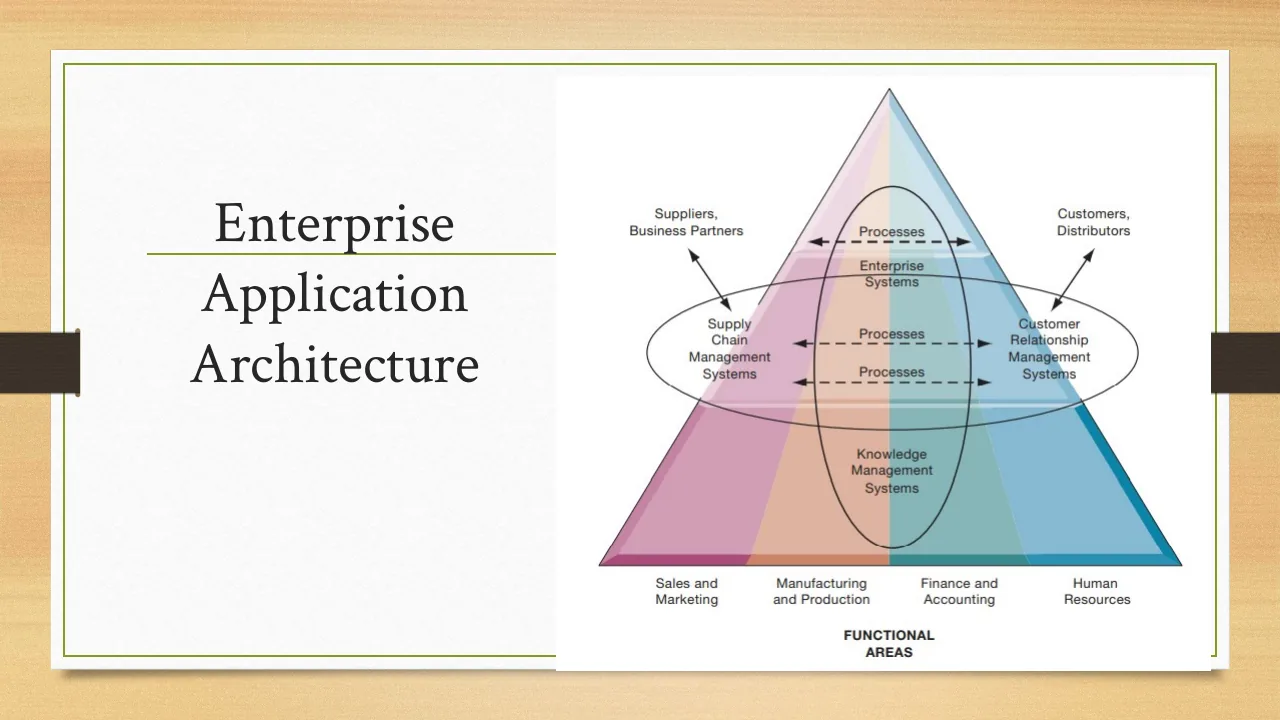 Enterprise
Application
Architecture
Suppliers,
Business Partners
Customers,
Distributors
Processes
Enterprise
Systems
Supply
Chain
Management
Systems
Processes
Processes
Customer
Relationship
Management
Systems
Knowledge
Management
Systems
Sales and
Marketing
Manufacturing
and Production
Finance and
Accounting
Human
Resources
FUNCTIONAL
AREAS